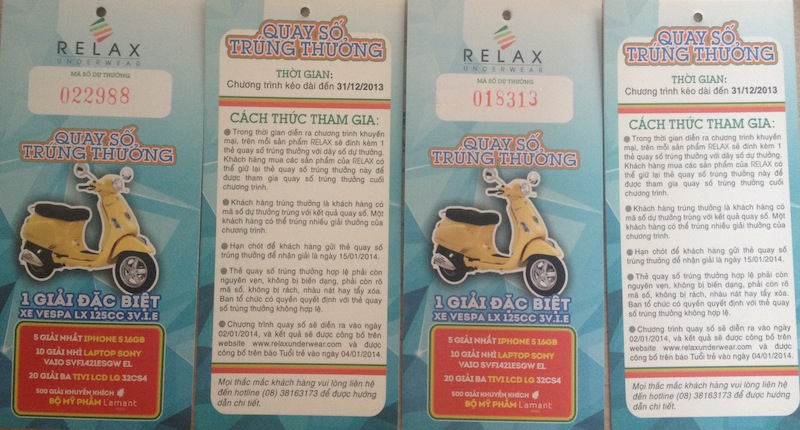 RELAX
UNDERWEAR
MÃ SỐ DỰ THƯỞNG
022988
QUAY SỐ
TRÚNG THƯỞNG
1 GIẢI ĐẶC BIỆT
XE VESPA LX 125CC 3V.I.E
5 GIẢI NHẤT IPHONE 5 16GB
10 GIẢI NHÌ LAPTOP SONY
VAIO SVF1421ESGW EL
20 GIẢI BA TIVI LCD LG 32CS4
500 GIẢI KHUYẾN KHÍCH
BỘ MỸ PHẨM L'amant
QUAY SỐ
TRÚNG THƯỞNG
THỜI GIAN:
Chương trình kéo dài đến 31/12/2013
CÁCH THỨC THAM GIA:
Trong thời gian diễn ra chương trình khuyến
mại, trên mỗi sản phẩm RELAX sẽ đính kèm 1
thẻ quay số trúng thưởng với dãy số dự thưởng.
Khách hàng mua các sản phẩm của RELAX có
thể giữ lại thẻ quay số trúng thưởng này để
được tham gia quay số trúng thưởng cuối
chương trình.
Khách hàng trúng thưởng là khách hàng có
mã số dự thưởng trùng với kết quả quay số. Một
khách hàng có thể trúng nhiều giải thưởng của
chương trình.
Hạn chót để khách hàng gửi thẻ quay số
trúng thưởng để nhận giải là ngày 15/01/2014.
Thẻ quay số trúng thưởng hợp lệ phải còn
nguyên vẹn, không bị biến dạng, phải còn rõ
mã số, không bị rách, nhàu nát hay tẩy xóa.
Ban tổ chức có quyền quyết định với thẻ quay
số trúng thưởng không hợp lệ.
Chương trình quay số sẽ diễn ra vào ngày
02/01/2014, và kết quả sẽ được công bố trên
website www.relaxunderwear.com và được
công bố trên báo Tuổi trẻ vào ngày 04/01/2014.
Mọi thắc mắc khách hàng vui lòng liên hệ
đến hotline (08) 38163173 để được hướng
dẫn chi tiết.
RELAX
UNDERWEAR
MÃ SỐ DỰ THƯỞNG
018313
QUAY SỐ
TRÚNG THƯỞNG
1 GIẢI ĐẶC BIỆT
XE VESPA LX 125CC 3V.I.E
5 GIẢI NHẤT IPHONE 5 16GB
10 GIẢI NHÌ LAPTOP SONY
VAIO SVF1421ESGW EL
20 GIẢI BA TIVI LCD LG 32CS4
500 GIẢI KHUYẾN KHÍCH
BỘ MỸ PHẨM L'amant
QUAY SỐ
TRÚNG THƯỞNG
THỜI GIAN:
Chương trình kéo dài đến 31/12/2013
CÁCH THỨC THAM GIA:
Trong thời gian diễn ra chương trình khuyến
mại, trên mỗi sản phẩm RELAX sẽ đính kèm 1
thẻ quay số trúng thưởng với dãy số dự thưởng.
Khách hàng mua các sản phẩm của RELAX có
thể giữ lại thẻ quay số trúng thưởng này để
được tham gia quay số trúng thưởng cuối
chương trình.
Khách hàng trúng thưởng là khách hàng có
mã số dự thưởng trùng với kết quả quay số. Một
khách hàng có thể trúng nhiều giải thưởng của
chương trình.
Hạn chót để khách hàng gửi thẻ quay số
trúng thưởng để nhận giải là ngày 15/01/2014.
Thẻ quay số trúng thưởng hợp lệ phải còn
nguyên vẹn, không bị biến dạng, phải còn rõ
mã số, không bị rách, nhàu nát hay tẩy xóa.
Ban tổ chức có quyền quyết định với thẻ quay
số trúng thưởng không hợp lệ.
Chương trình quay số sẽ diễn ra vào ngày
02/01/2014, và kết quả sẽ được công bố trên
website www.relaxunderwear.com và được
công bố trên báo Tuổi trẻ vào ngày 04/01/2014.
Mọi thắc mắc khách hàng vui lòng liên hệ
đến hotline (08) 38163173 để được hướng
dẫn chi tiết.